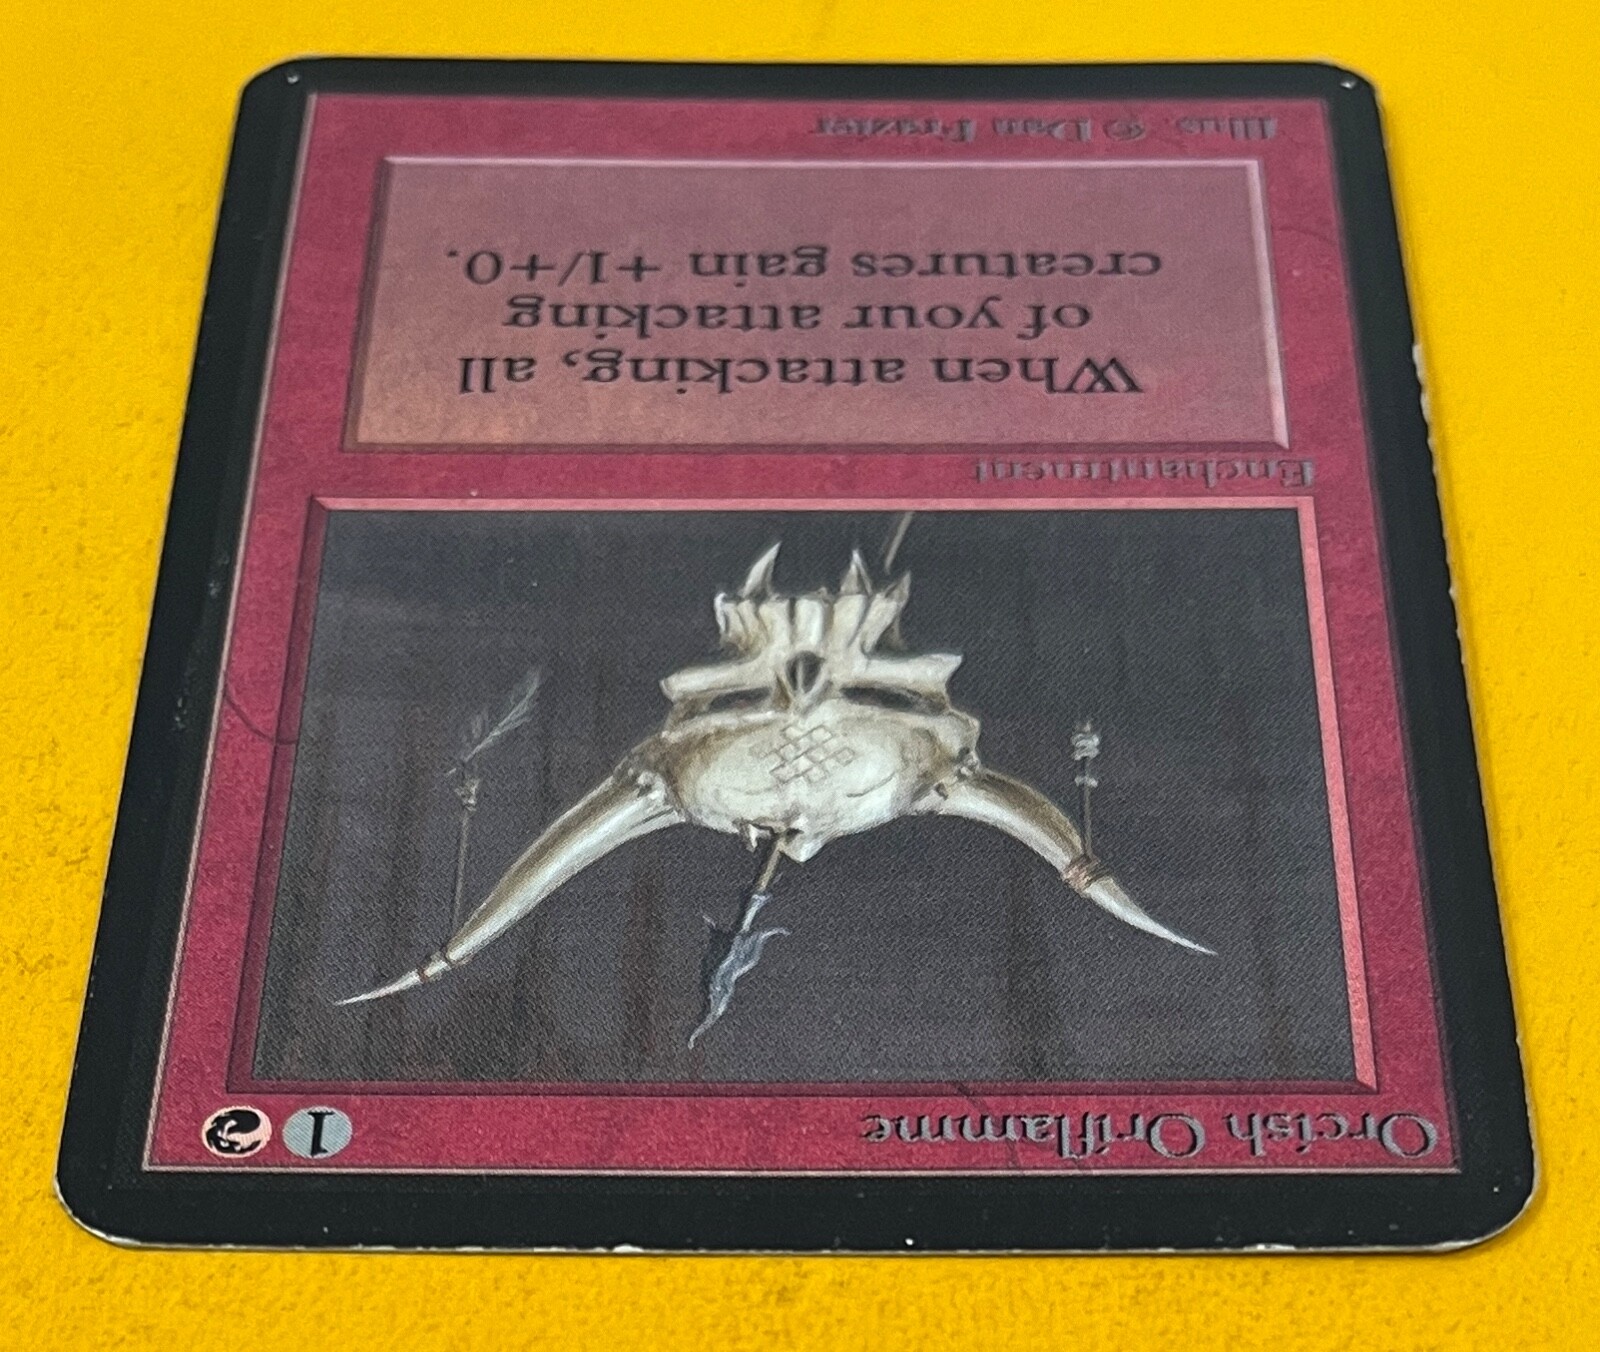 Orcish Oriflamme
1
Enchantment
When attacking, all
of your attacking
creatures gain +1/+0.
Illus. © Dan Frazier